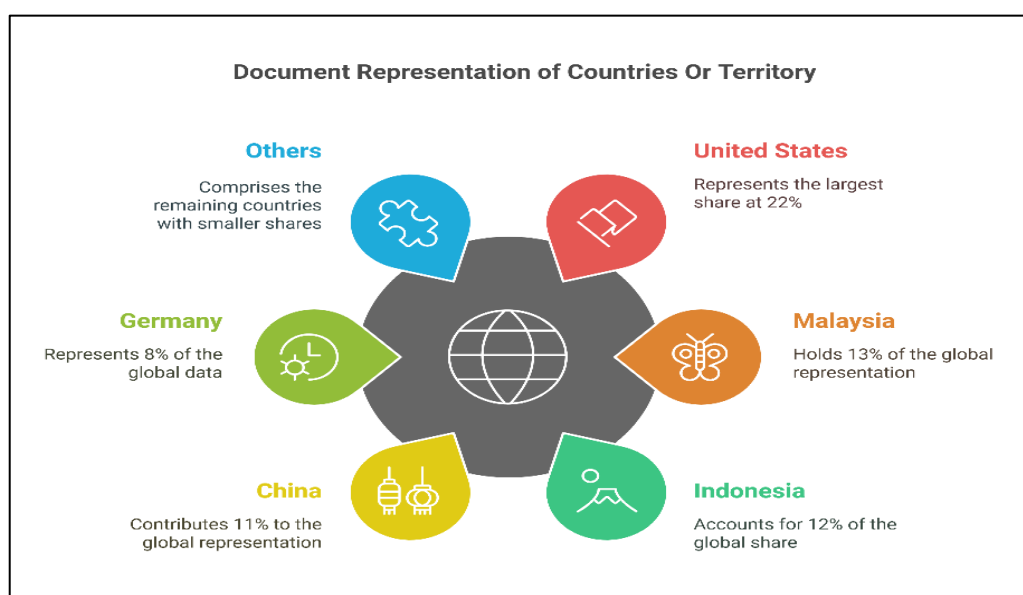 Document Representation of Countries Or Territory
Others
Comprises the
remaining countries
with smaller shares
United States
Represents the largest
share at 22%
Germany
Represents 8% of the
global data
Malaysia
Holds 13% of the global
representation
China
Contributes 11% to the
global representation
Indonesia
Accounts for 12% of the
global share